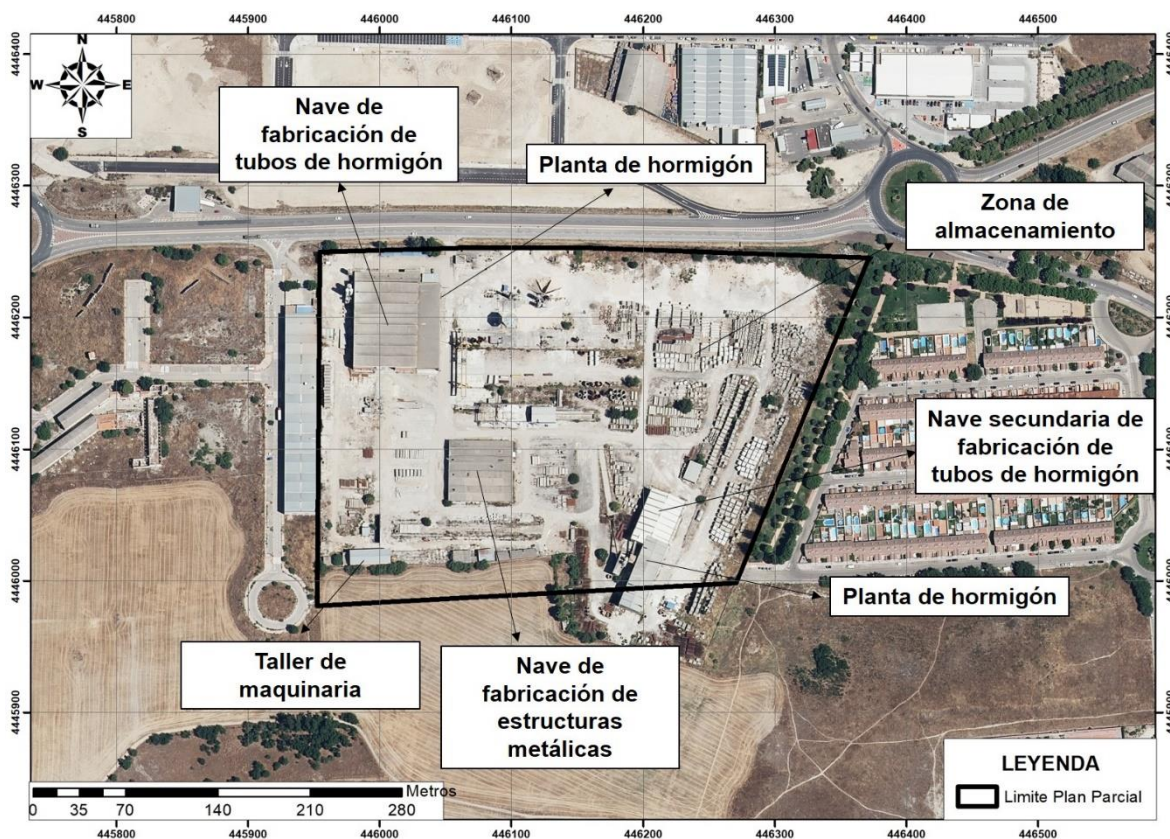 445800 445900 446000 446100 446200 446300 446400 446500
4446400
4446300
4446200
4446100
4446000
4445900
N
W E
S
Nave de
fabricación de
tubos de hormigón
Planta de hormigón
Zona de
almacenamiento
Nave secundaria de
fabricación de
tubos de hormigón
Planta de hormigón
Taller de
maquinaria
Nave de
fabricación de
estructuras
metálicas
LEYENDA
Limite Plan Parcial
Metros
0 35 70 140 210 280
4446200
4446100
4446000
445800 445900 446000 446100 446200 446300 446400 446500